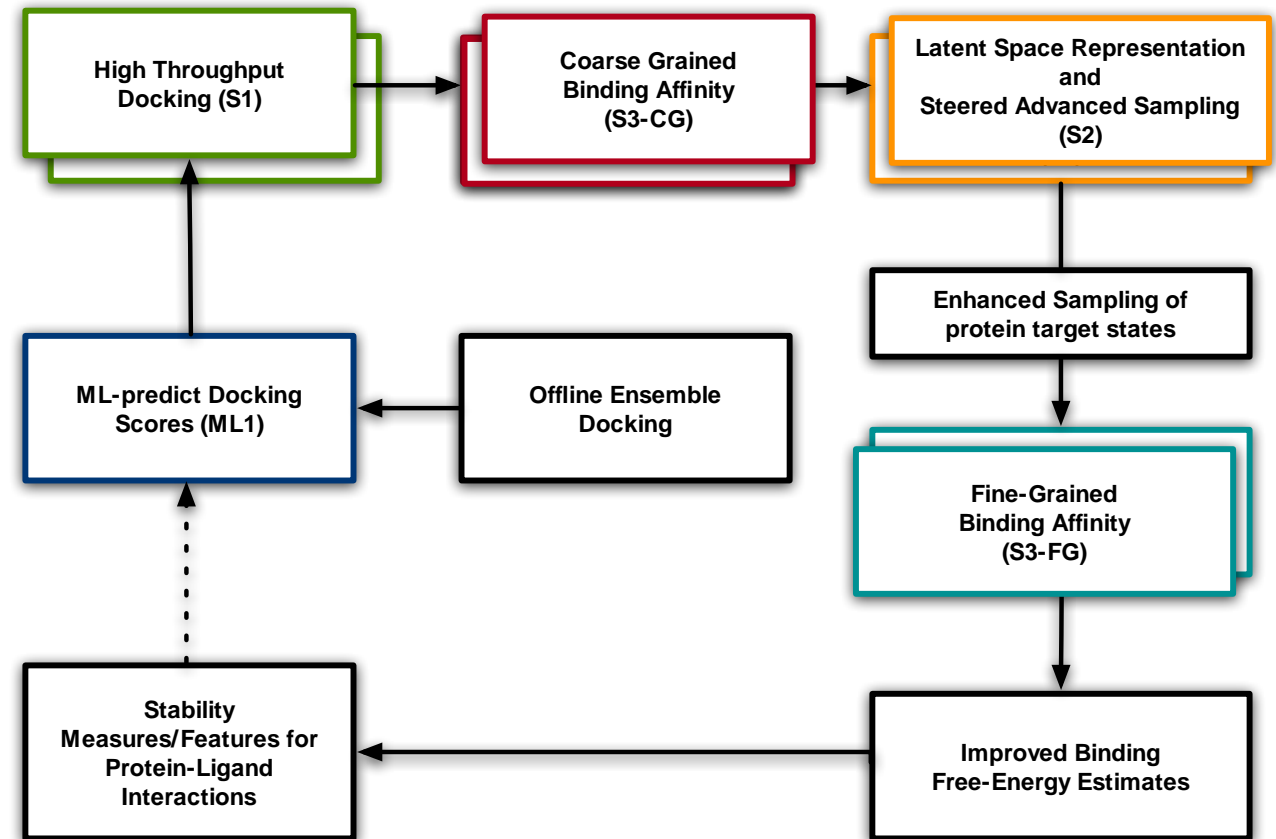 High Throughput
Docking (S1)
Coarse Grained
Binding Affinity
(S3-CG)
Latent Space Representation
and
Steered Advanced Sampling
(S2)
Enhanced Sampling of
protein target states
ML-predict Docking
Scores (ML1)
Offline Ensemble
Docking
Fine-Grained
Binding Affinity
(S3-FG)
Stability
Measures/Features for
Protein-Ligand
Interactions
Improved Binding
Free-Energy Estimates